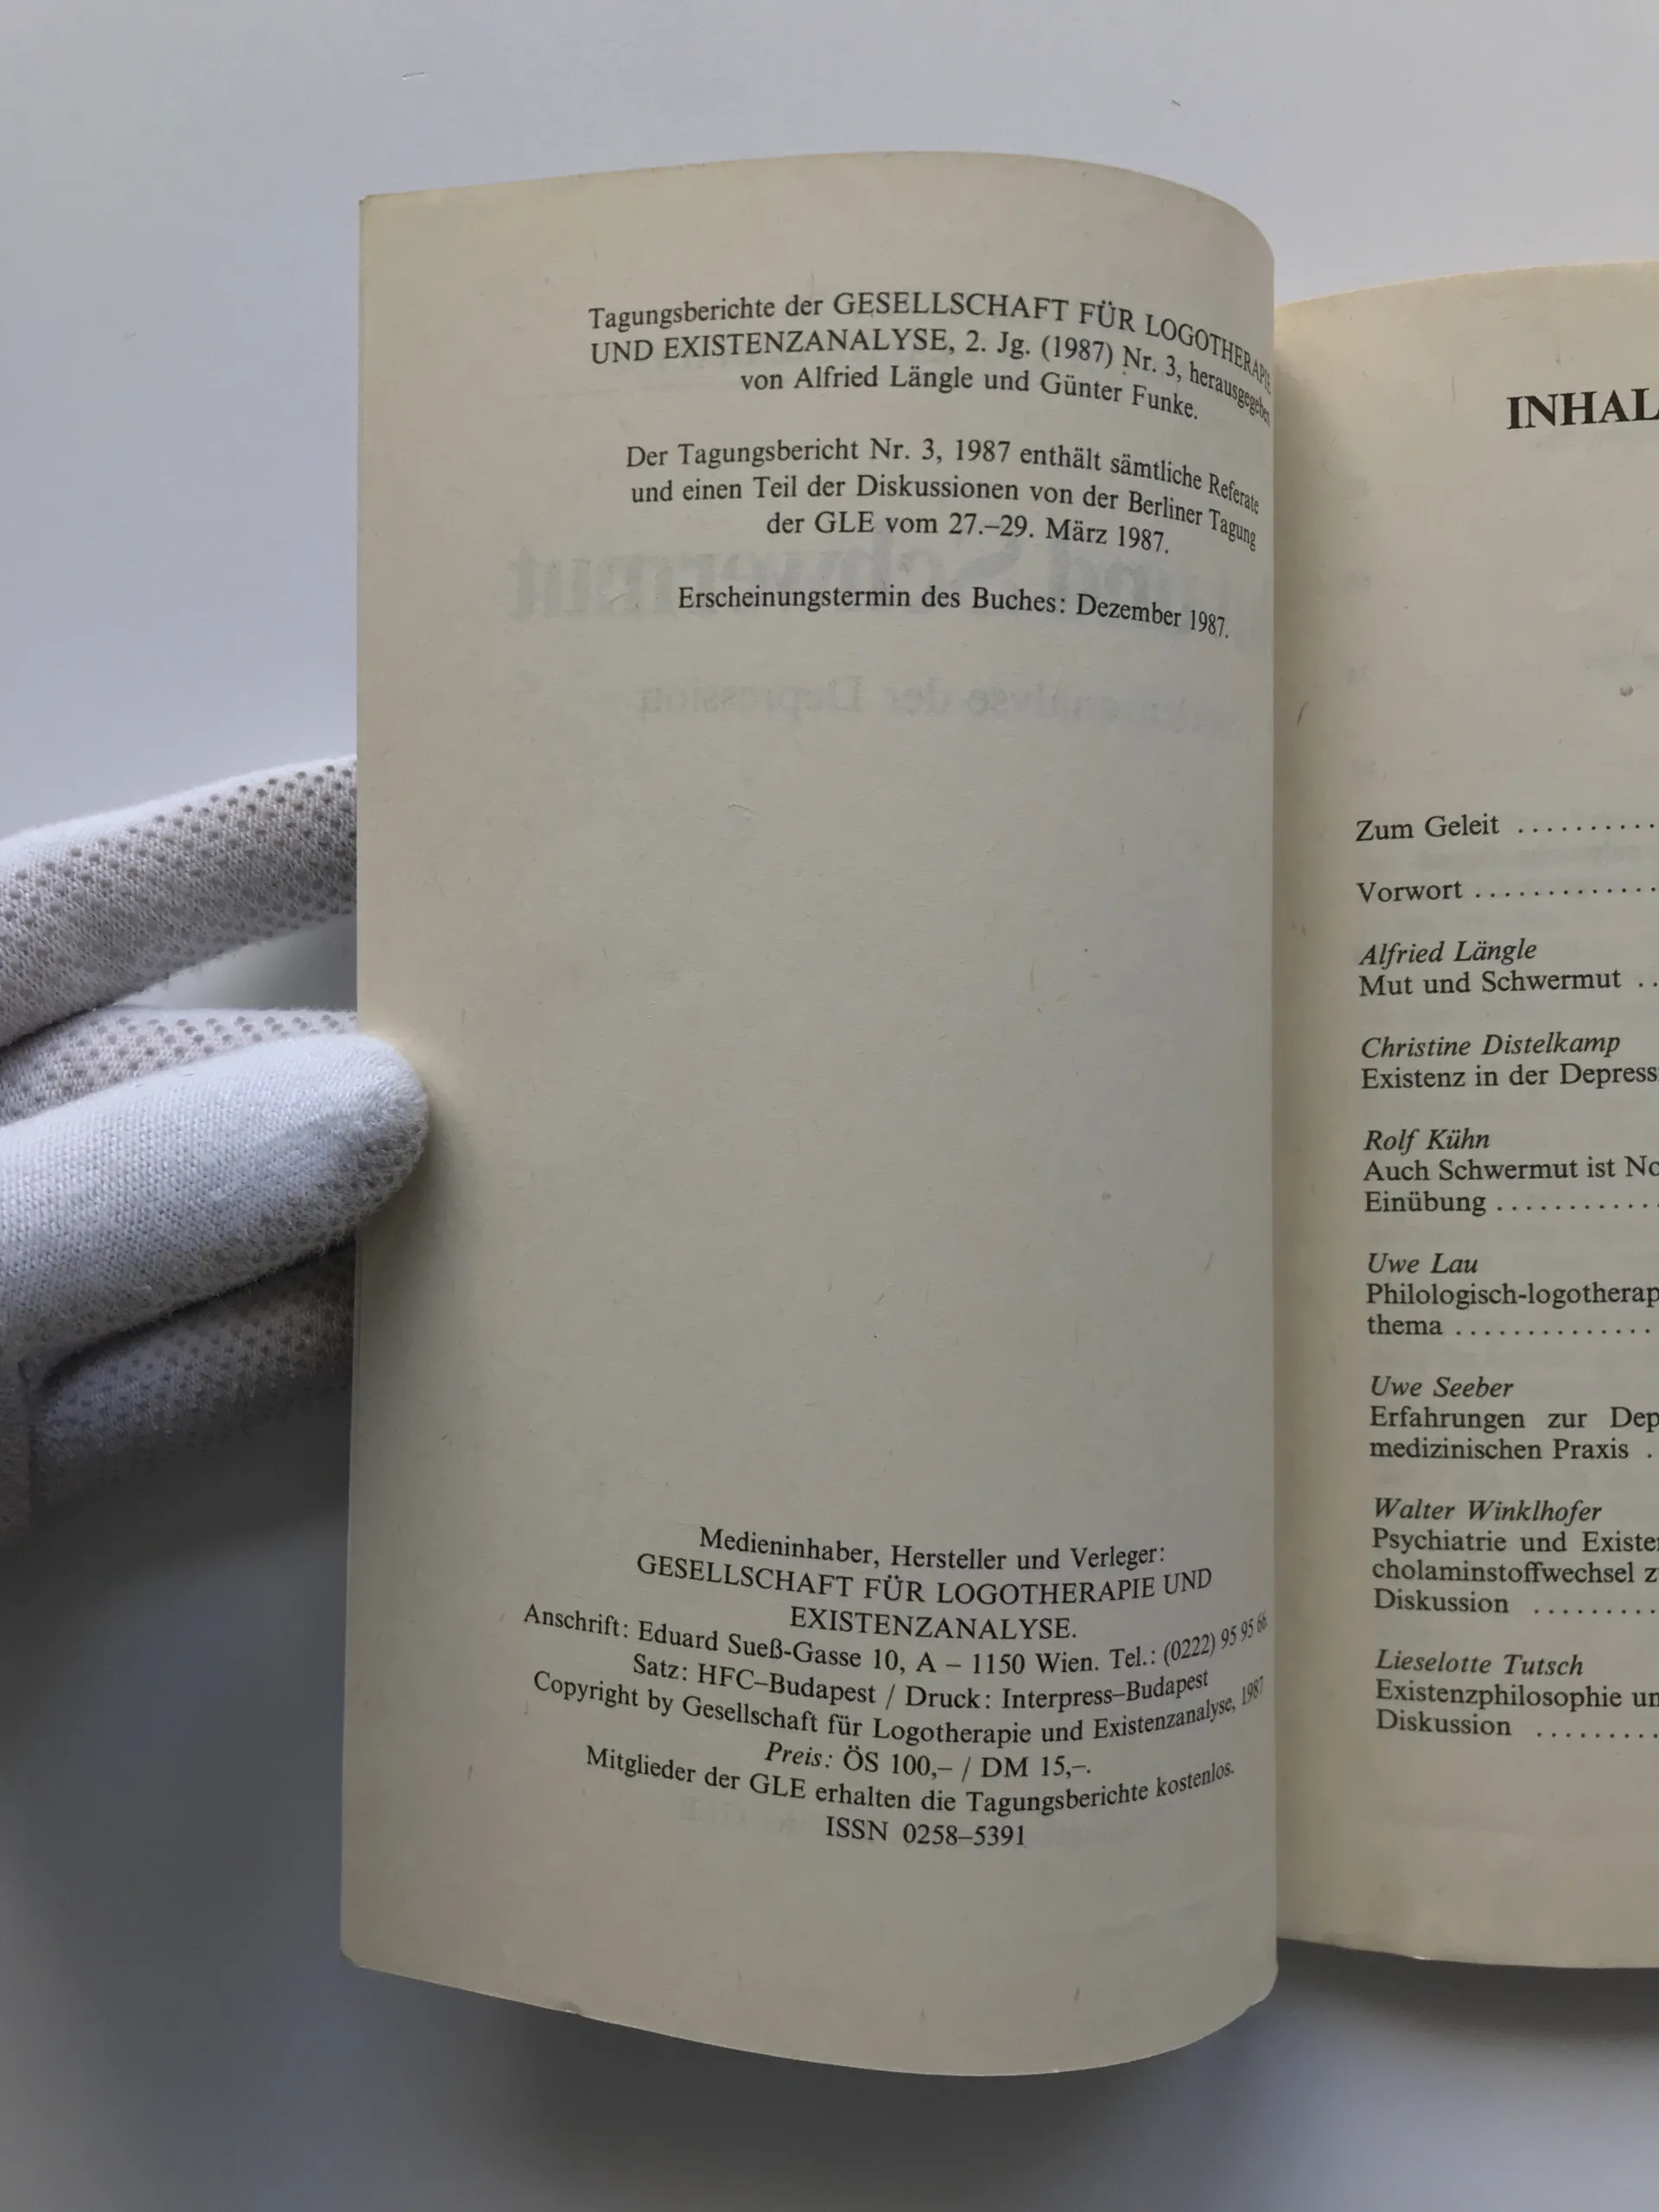 Tagungsberichte der GESELLSCHAFT FÜR LOGOTHERAPIE
UND EXISTENZANALYSE, 2. Jg. (1987) Nr. 3, herausgegeben
von Alfried Längle und Günter Funke.
Der Tagungsbericht Nr. 3, 1987 enthält sämtliche Referate
und einen Teil der Diskussionen von der Berliner Tagung
der GLE vom 27.–29. März 1987.
Erscheinungstermin des Buches: Dezember 1987.
Medieninhaber, Hersteller und Verleger:
GESELLSCHAFT FÜR LOGOTHERAPIE UND
EXISTENZANALYSE.
Anschrift: Eduard Sueß-Gasse 10, A – 1150 Wien. Tel.: (0222) 95 95 66
Satz: HFC–Budapest / Druck: Interpress–Budapest
Copyright by Gesellschaft für Logotherapie und Existenzanalyse, 1987
Preis: ÖS 100,– / DM 15,–.
Mitglieder der GLE erhalten die Tagungsberichte kostenlos.
ISSN 0258–5391
INHAL
Zum Geleit ..........
Vorwort .............
Alfried Längle
Mut und Schwermut ..
Christine Distelkamp
Existenz in der Depress
Rolf Kühn
Auch Schwermut ist No
Einübung ...........
Uwe Lau
Philologisch-logotherap
thema ..............
Uwe Seeber
Erfahrungen zur Dep
medizinischen Praxis .
Walter Winklhofer
Psychiatrie und Existe
cholaminstoffwechsel z
Diskussion .........
Lieselotte Tutsch
Existenzphilosophie un
Diskussion .........